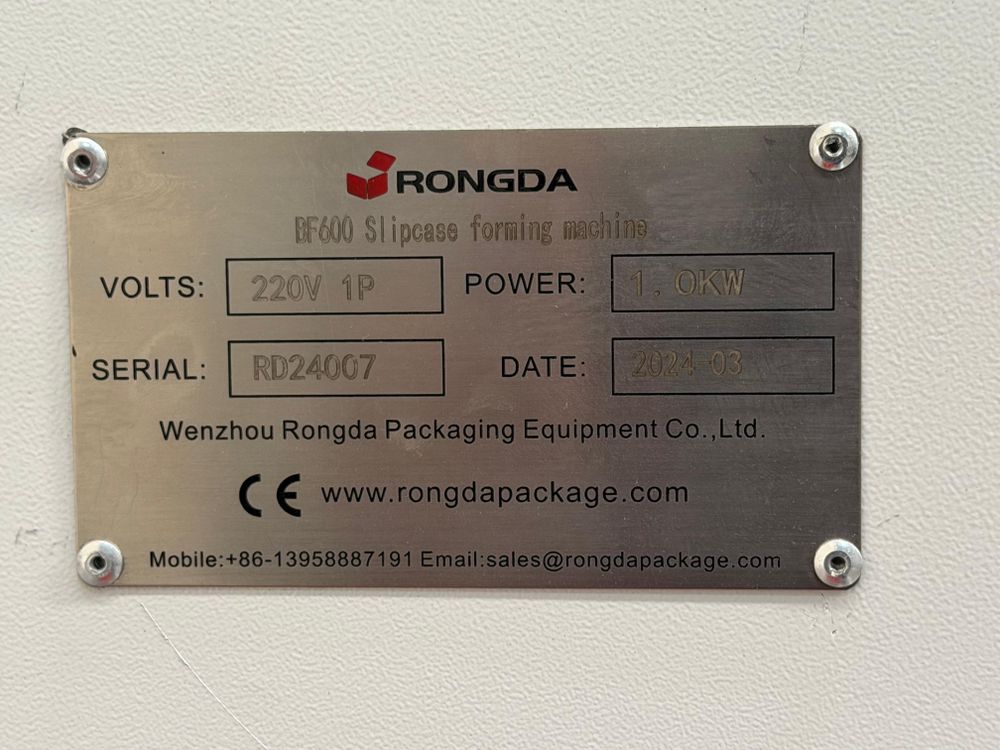 RONGDA
BF600 Slipcase forming machine
VOLTS: 220V 1P POWER: 1.0KW
SERIAL: RD24007 DATE: 2024-03
Wenzhou Rongda Packaging Equipment Co.,Ltd.
CE www.rongdapackage.com
Mobile:+86-13958887191 Email:sales@rongdapackage.com